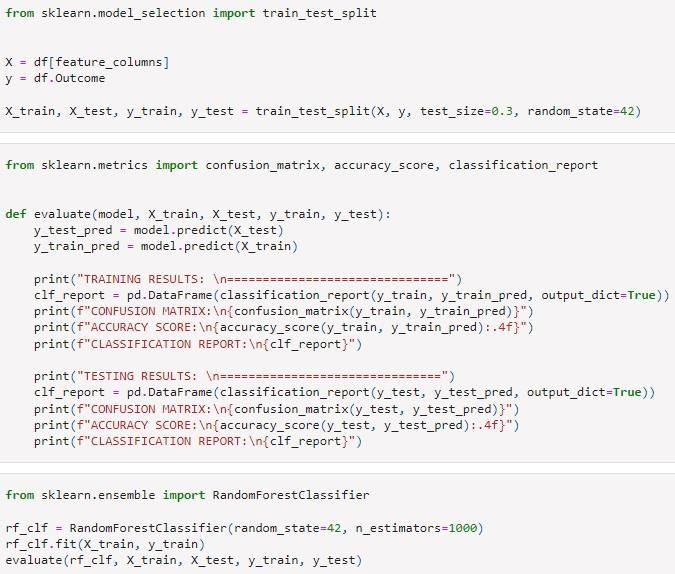 from sklearn.model_selection import train_test_split
X = df[feature_columns]
y = df.Outcome
X_train, X_test, y_train, y_test = train_test_split(X, y, test_size=0.3, random_state=42)
from sklearn.metrics import confusion_matrix, accuracy_score, classification_report
def evaluate(model, X_train, X_test, y_train, y_test):
    y_test_pred = model.predict(X_test)
    y_train_pred = model.predict(X_train)
    print("TRAINING RESULTS: \n===============================")
    clf_report = pd.DataFrame(classification_report(y_train, y_train_pred, output_dict=True))
    print(f"CONFUSION MATRIX:\n{confusion_matrix(y_train, y_train_pred)}")
    print(f"ACCURACY SCORE:\n{accuracy_score(y_train, y_train_pred):.4f}")
    print(f"CLASSIFICATION REPORT:\n{clf_report}")
    print("TESTING RESULTS: \n===============================")
    clf_report = pd.DataFrame(classification_report(y_test, y_test_pred, output_dict=True))
    print(f"CONFUSION MATRIX:\n{confusion_matrix(y_test, y_test_pred)}")
    print(f"ACCURACY SCORE:\n{accuracy_score(y_test, y_test_pred):.4f}")
    print(f"CLASSIFICATION REPORT:\n{clf_report}")
from sklearn.ensemble import RandomForestClassifier
rf_clf = RandomForestClassifier(random_state=42, n_estimators=1000)
rf_clf.fit(X_train, y_train)
evaluate(rf_clf, X_train, X_test, y_train, y_test)